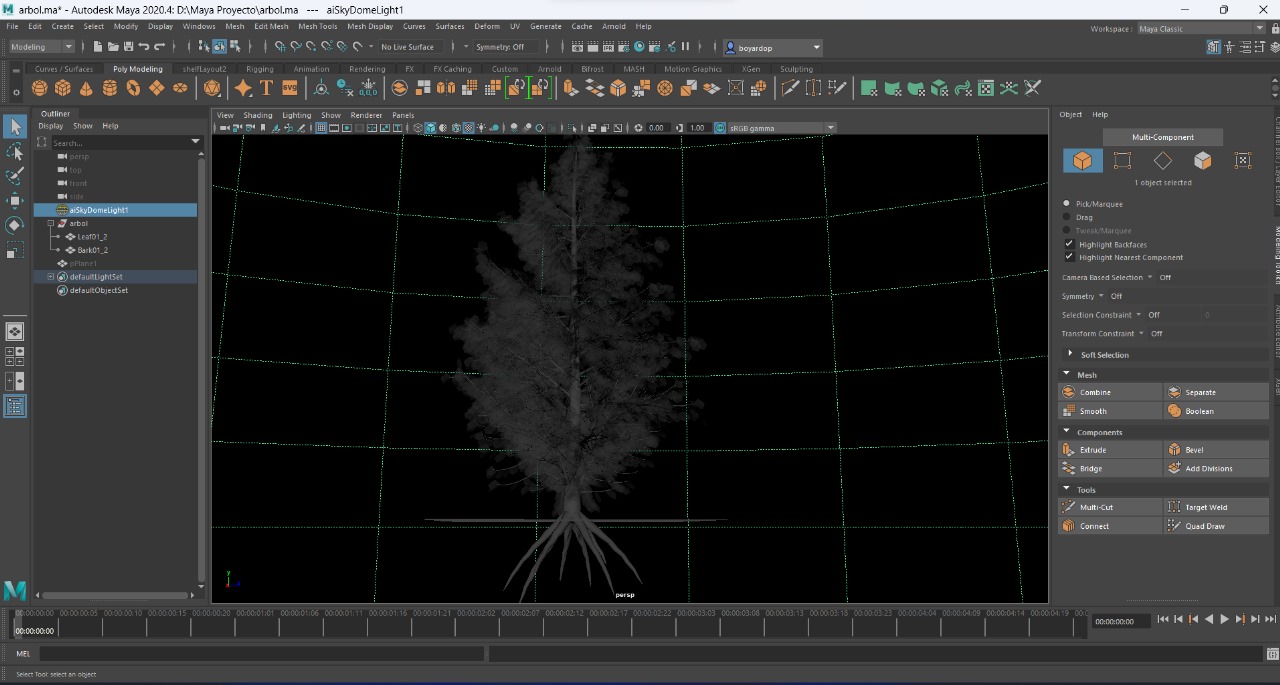 arbol.ma* - Autodesk Maya 2020.4: D:\Maya Proyecto\arbol.ma --- aiSkyDomeLight1
File Edit Create Select Modify Display Windows Mesh Edit Mesh Mesh Tools Mesh Display Curves Surfaces Deform UV Generate Cache Arnold Help
Workspace : Maya Classic
Modeling No Live Surface Symmetry: Off boyardop
Curves / Surfaces Poly Modeling shelfLayout2 Rigging Animation Rendering FX FX Caching Custom Arnold Bifrost MASH Motion Graphics XGen Sculpting
Outliner
Display Show Help
Search...
persp
top
front
side
aiSkyDomeLight1
arbol
Leaf01_2
Bark01_2
pPlane1
defaultLightSet
defaultObjectSet
View Shading Lighting Show Renderer Panels
0.00 1.00 sRGB gamma
persp
Object Help
Multi-Component
1 object selected
Pick/Marquee
Drag
Tweak/Marquee
Highlight Backfaces
Highlight Nearest Component
Camera Based Selection Off
Symmetry Off
Selection Constraint Off 0
Transform Constraint Off
Soft Selection
Mesh
Combine Separate
Smooth Boolean
Components
Extrude Bevel
Bridge Add Divisions
Tools
Multi-Cut Target Weld
Connect Quad Draw
00:00:00:00 00:00:00:05 00:00:00:10 00:00:00:15 00:00:00:20 00:00:01:01 00:00:01:06 00:00:01:11 00:00:01:16 00:00:01:21 00:00:02:02 00:00:02:07 00:00:02:12 00:00:02:17 00:00:02:22 00:00:03:03 00:00:03:08 00:00:03:13 00:00:03:18 00:00:03:23 00:00:04:04 00:00:04:09 00:00:04:14 00:00:04:19
00:00:00:00
00:00:00:00
MEL
Select Tool: select an object